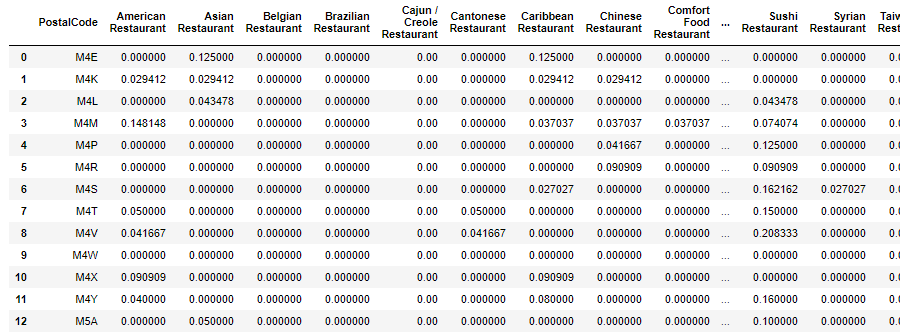 PostalCode American Restaurant Asian Restaurant Belgian Restaurant Brazilian Restaurant Cajun / Creole Restaurant Cantonese Restaurant Caribbean Restaurant Chinese Restaurant Comfort Food Restaurant ... Sushi Restaurant Syrian Restaurant
0 M4E 0.000000 0.125000 0.000000 0.000000 0.00 0.000000 0.125000 0.000000 0.000000 ... 0.000000 0.000000
1 M4K 0.029412 0.029412 0.000000 0.000000 0.00 0.000000 0.029412 0.029412 0.000000 ... 0.000000 0.000000
2 M4L 0.000000 0.043478 0.000000 0.000000 0.00 0.000000 0.000000 0.000000 0.000000 ... 0.043478 0.000000
3 M4M 0.148148 0.000000 0.000000 0.000000 0.00 0.000000 0.037037 0.037037 0.037037 ... 0.074074 0.000000
4 M4P 0.000000 0.000000 0.000000 0.000000 0.00 0.000000 0.000000 0.041667 0.000000 ... 0.125000 0.000000
5 M4R 0.000000 0.000000 0.000000 0.000000 0.00 0.000000 0.000000 0.090909 0.000000 ... 0.090909 0.000000
6 M4S 0.000000 0.000000 0.000000 0.000000 0.00 0.000000 0.027027 0.000000 0.000000 ... 0.162162 0.027027
7 M4T 0.050000 0.000000 0.000000 0.000000 0.00 0.050000 0.000000 0.000000 0.000000 ... 0.150000 0.000000
8 M4V 0.041667 0.000000 0.000000 0.000000 0.00 0.041667 0.000000 0.000000 0.000000 ... 0.208333 0.000000
9 M4W 0.000000 0.000000 0.000000 0.000000 0.00 0.000000 0.000000 0.000000 0.000000 ... 0.000000 0.000000
10 M4X 0.090909 0.000000 0.000000 0.000000 0.00 0.000000 0.090909 0.000000 0.000000 ... 0.000000 0.000000
11 M4Y 0.040000 0.000000 0.000000 0.000000 0.00 0.000000 0.080000 0.000000 0.000000 ... 0.160000 0.000000
12 M5A 0.000000 0.050000 0.000000 0.000000 0.00 0.000000 0.000000 0.000000 0.000000 ... 0.100000 0.000000